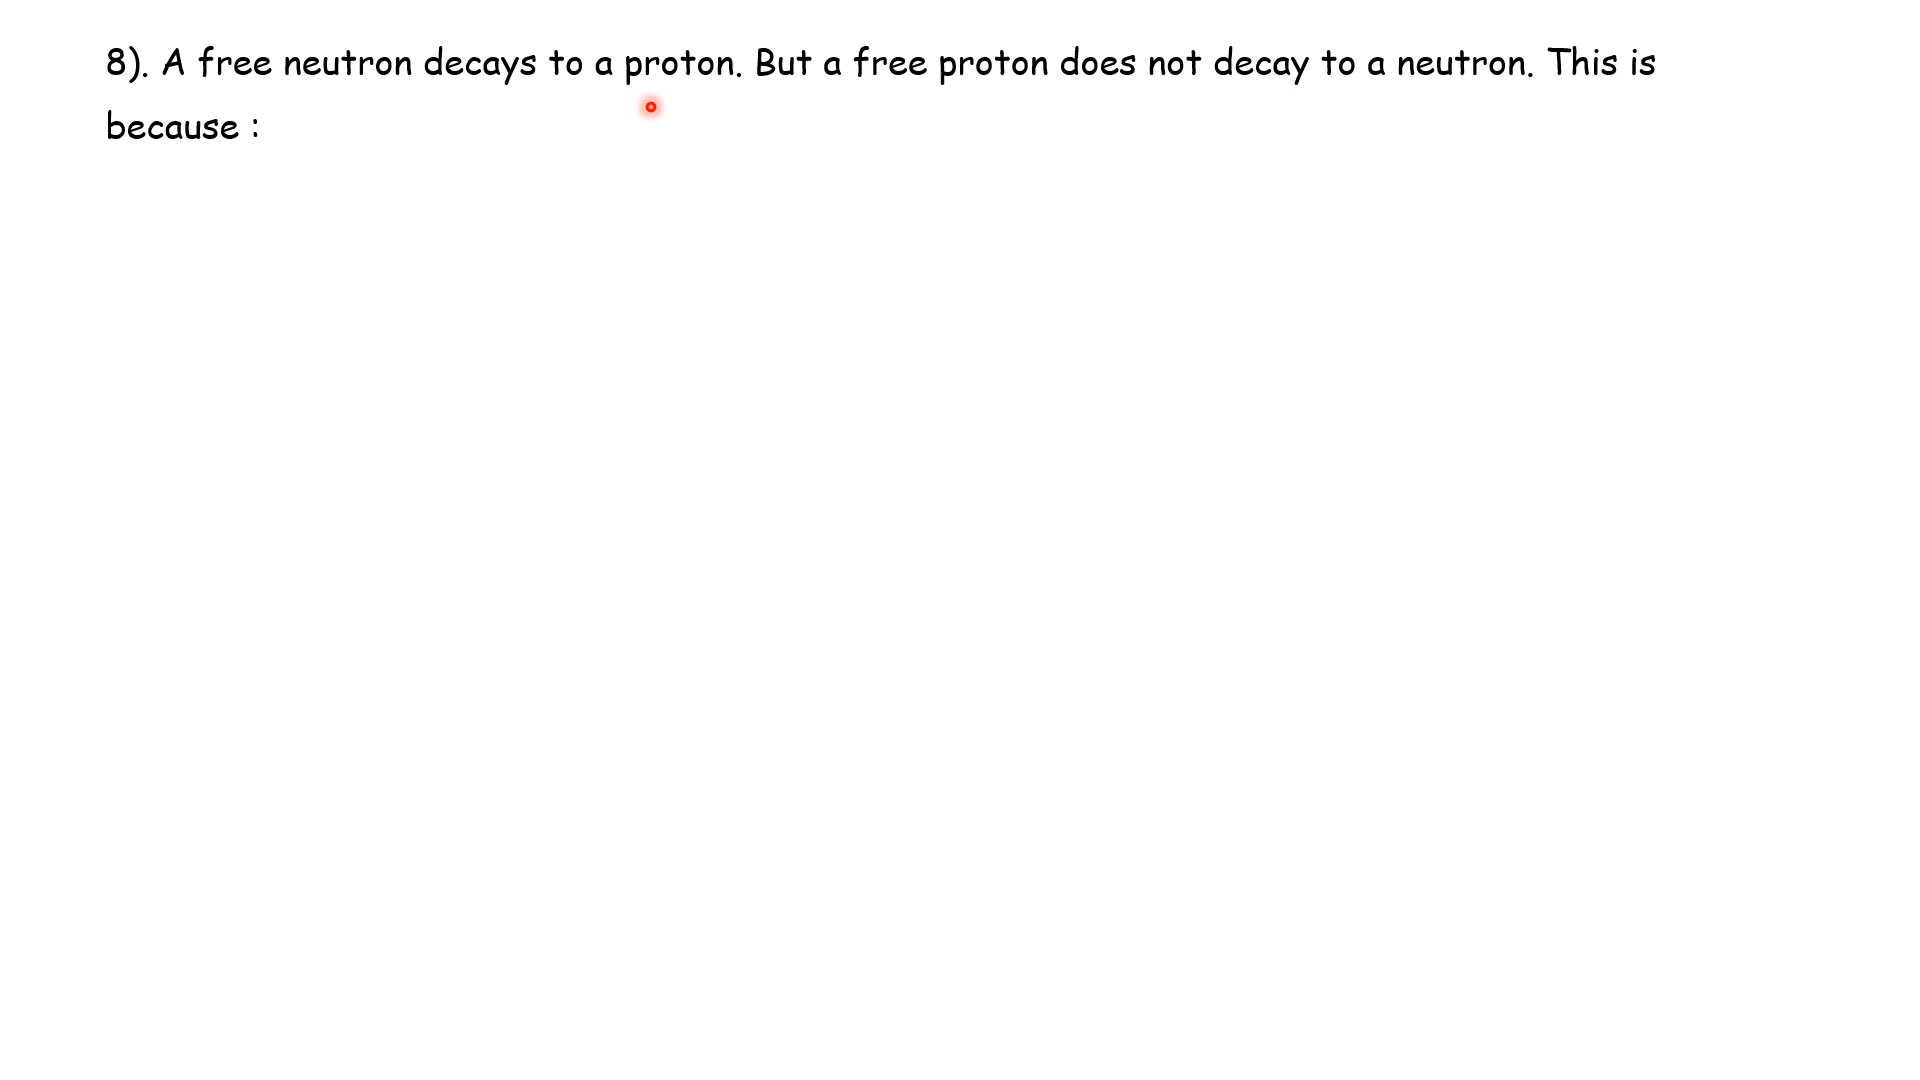 8). A free neutron decays to a proton. But a free proton does not decay to a neutron. This is
because :